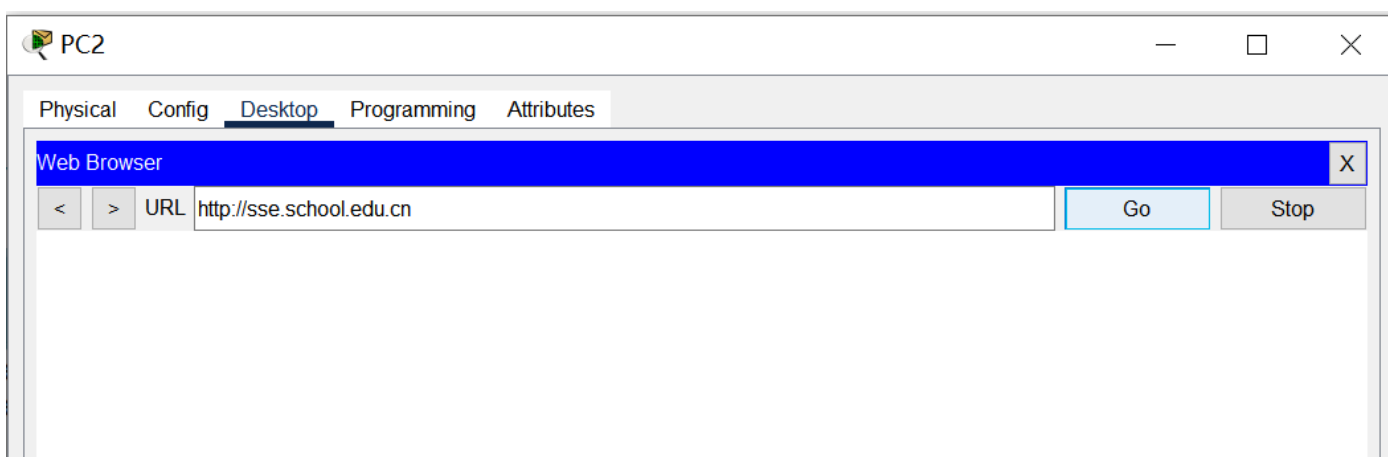 PC2
Physical Config Desktop Programming Attributes
Web Browser X
< > URL http://sse.school.edu.cn Go Stop